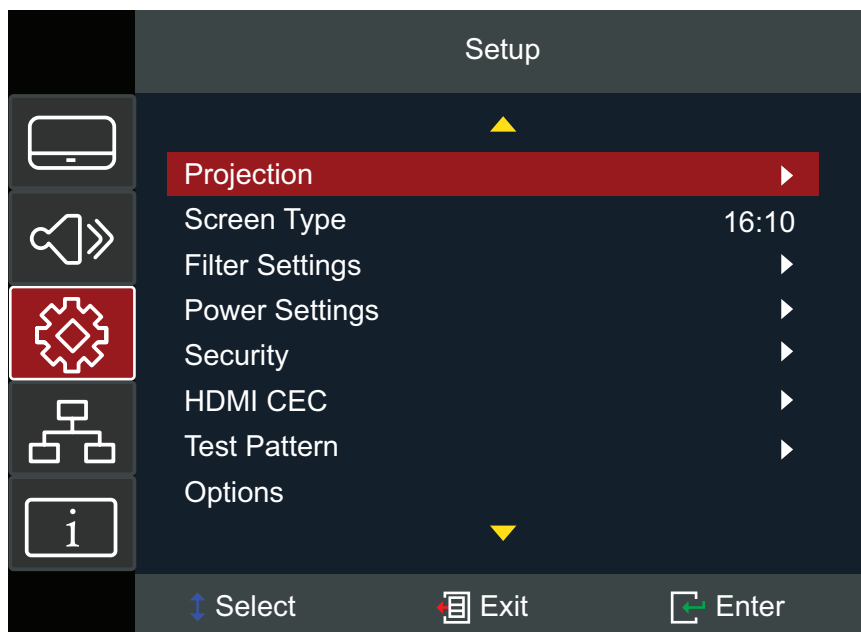 Setup
Projection
Screen Type 16:10
Filter Settings
Power Settings
Security
HDMI CEC
Test Pattern
Options
i
Select Exit Enter